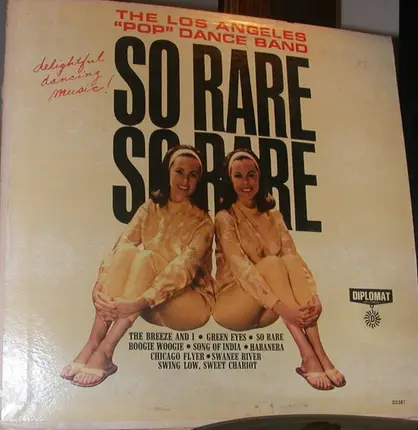 THE LOS ANGELES
"POP" DANCE BAND
delightful
dancing
music!
SO RARE
SO RARE
DIPLOMAT
D
THE BREEZE AND I • GREEN EYES • SO RARE
BOOGIE WOOGIE • SONG OF INDIA • HABANERA
CHICAGO FLYER • SWANEE RIVER
SWING LOW, SWEET CHARIOT